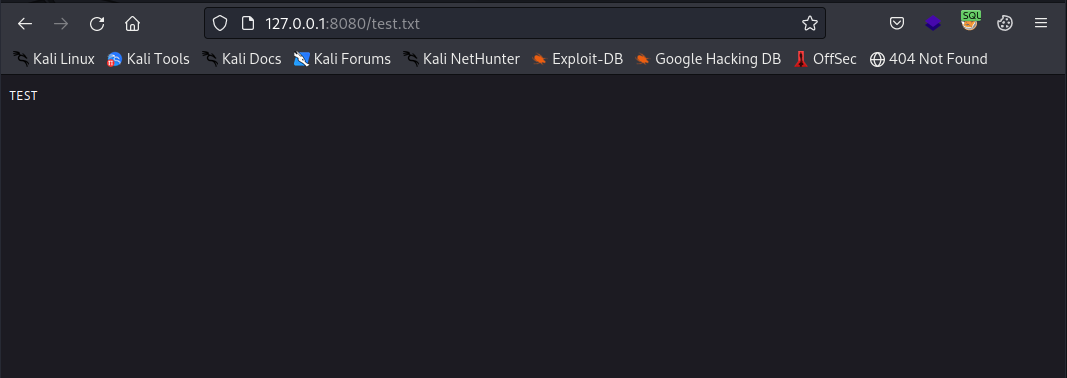 127.0.0.1:8080/test.txt
SQL
Kali Linux Kali Tools Kali Docs Kali Forums Kali NetHunter Exploit-DB Google Hacking DB OffSec 404 Not Found
TEST